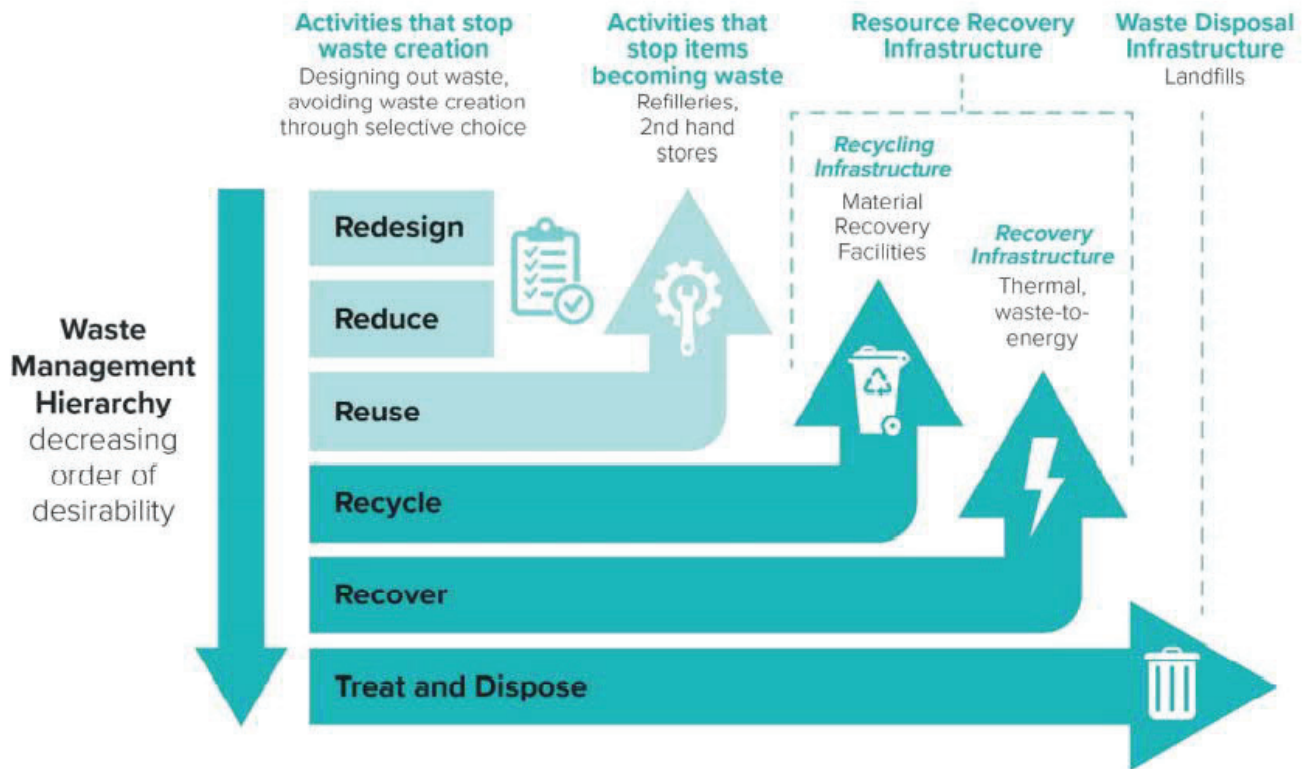 Activities that stop
waste creation
Designing out waste,
avoiding waste creation
through selective choice
Activities that
stop items
becoming waste
Refilleries,
2nd hand
stores
Resource Recovery
Infrastructure
Waste Disposal
Infrastructure
Landfills
Recycling
Infrastructure
Material
Recovery
Facilities
Recovery
Infrastructure
Thermal,
waste-to-
energy
Waste
Management
Hierarchy
decreasing
order of
desirability
Redesign
Reduce
Reuse
Recycle
Recover
Treat and Dispose